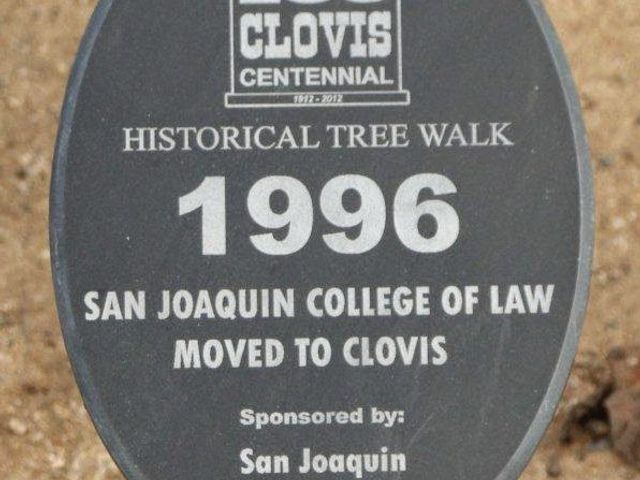 CLOVIS
CENTENNIAL
1912 - 2012
HISTORICAL TREE WALK
1996
SAN JOAQUIN COLLEGE OF LAW
MOVED TO CLOVIS
Sponsored by:
San Joaquin